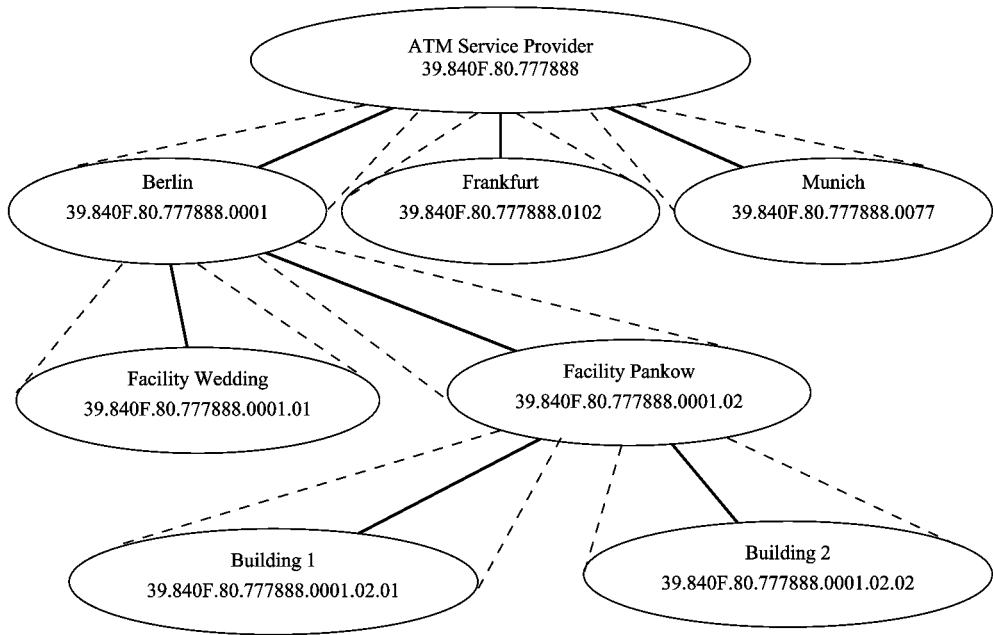 ATM Service Provider
39.840F.80.777888
Berlin
39.840F.80.777888.0001
Frankfurt
39.840F.80.777888.0102
Munich
39.840F.80.777888.0077
Facility Wedding
39.840F.80.777888.0001.01
Facility Pankow
39.840F.80.777888.0001.02
Building 1
39.840F.80.777888.0001.02.01
Building 2
39.840F.80.777888.0001.02.02